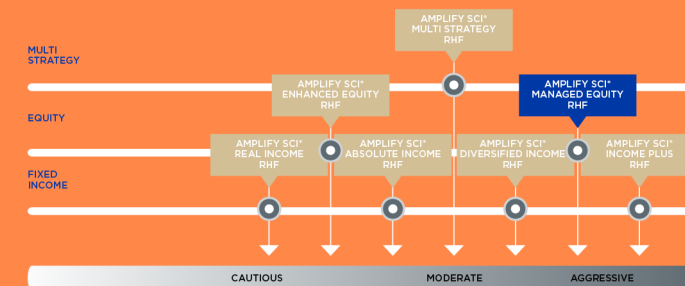 AMPLIFY SCI*
MULTI STRATEGY
RHF
MULTI
STRATEGY
AMPLIFY SCI*
ENHANCED EQUITY
RHF
AMPLIFY SCI*
MANAGED EQUITY
RHF
EQUITY
AMPLIFY SCI*
REAL INCOME
RHF
AMPLIFY SCI*
ABSOLUTE INCOME
RHF
AMPLIFY SCI*
DIVERSIFIED INCOME
RHF
AMPLIFY SCI*
INCOME PLUS
RHF
FIXED
INCOME
CAUTIOUS
MODERATE
AGGRESSIVE